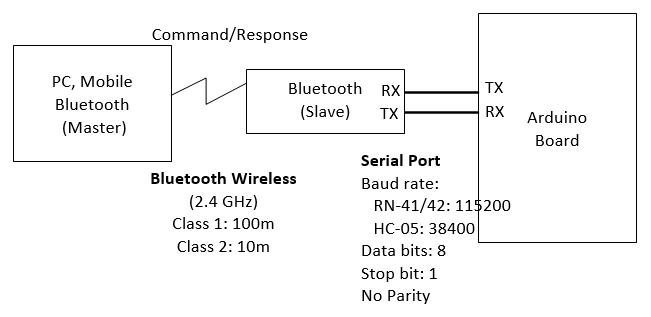 Command/Response
PC, Mobile
Bluetooth
(Master)
Bluetooth
(Slave)
RX
TX
TX
RX
Arduino
Board
Bluetooth Wireless
(2.4 GHz)
Class 1: 100m
Class 2: 10m
Serial Port
Baud rate:
RN-41/42: 115200
HC-05: 38400
Data bits: 8
Stop bit: 1
No Parity